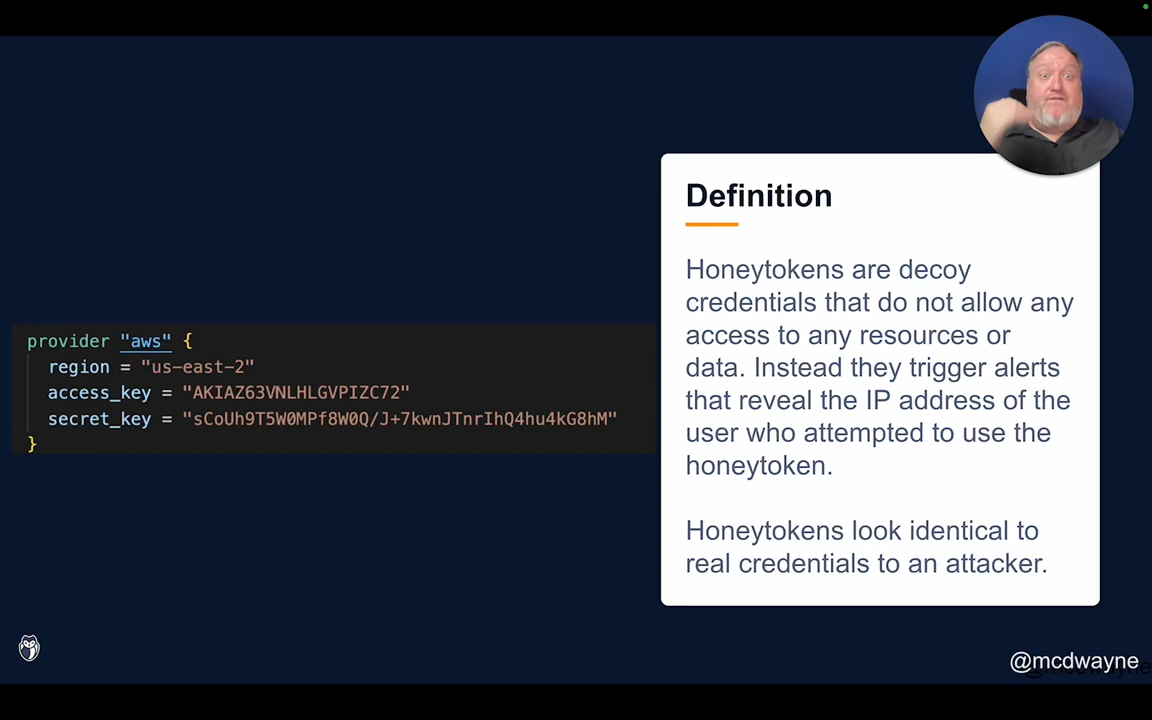 provider "aws" {
region = "us-east-2"
access_key = "AKIAZ63VNLHLGVPIZC72"
secret_key = "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"
}
Definition
Honeytokens are decoy
credentials that do not allow any
access to any resources or
data. Instead they trigger alerts
that reveal the IP address of the
user who attempted to use the
honeytoken.
Honeytokens look identical to
real credentials to an attacker.
@mcdwayne
@mcdwayne